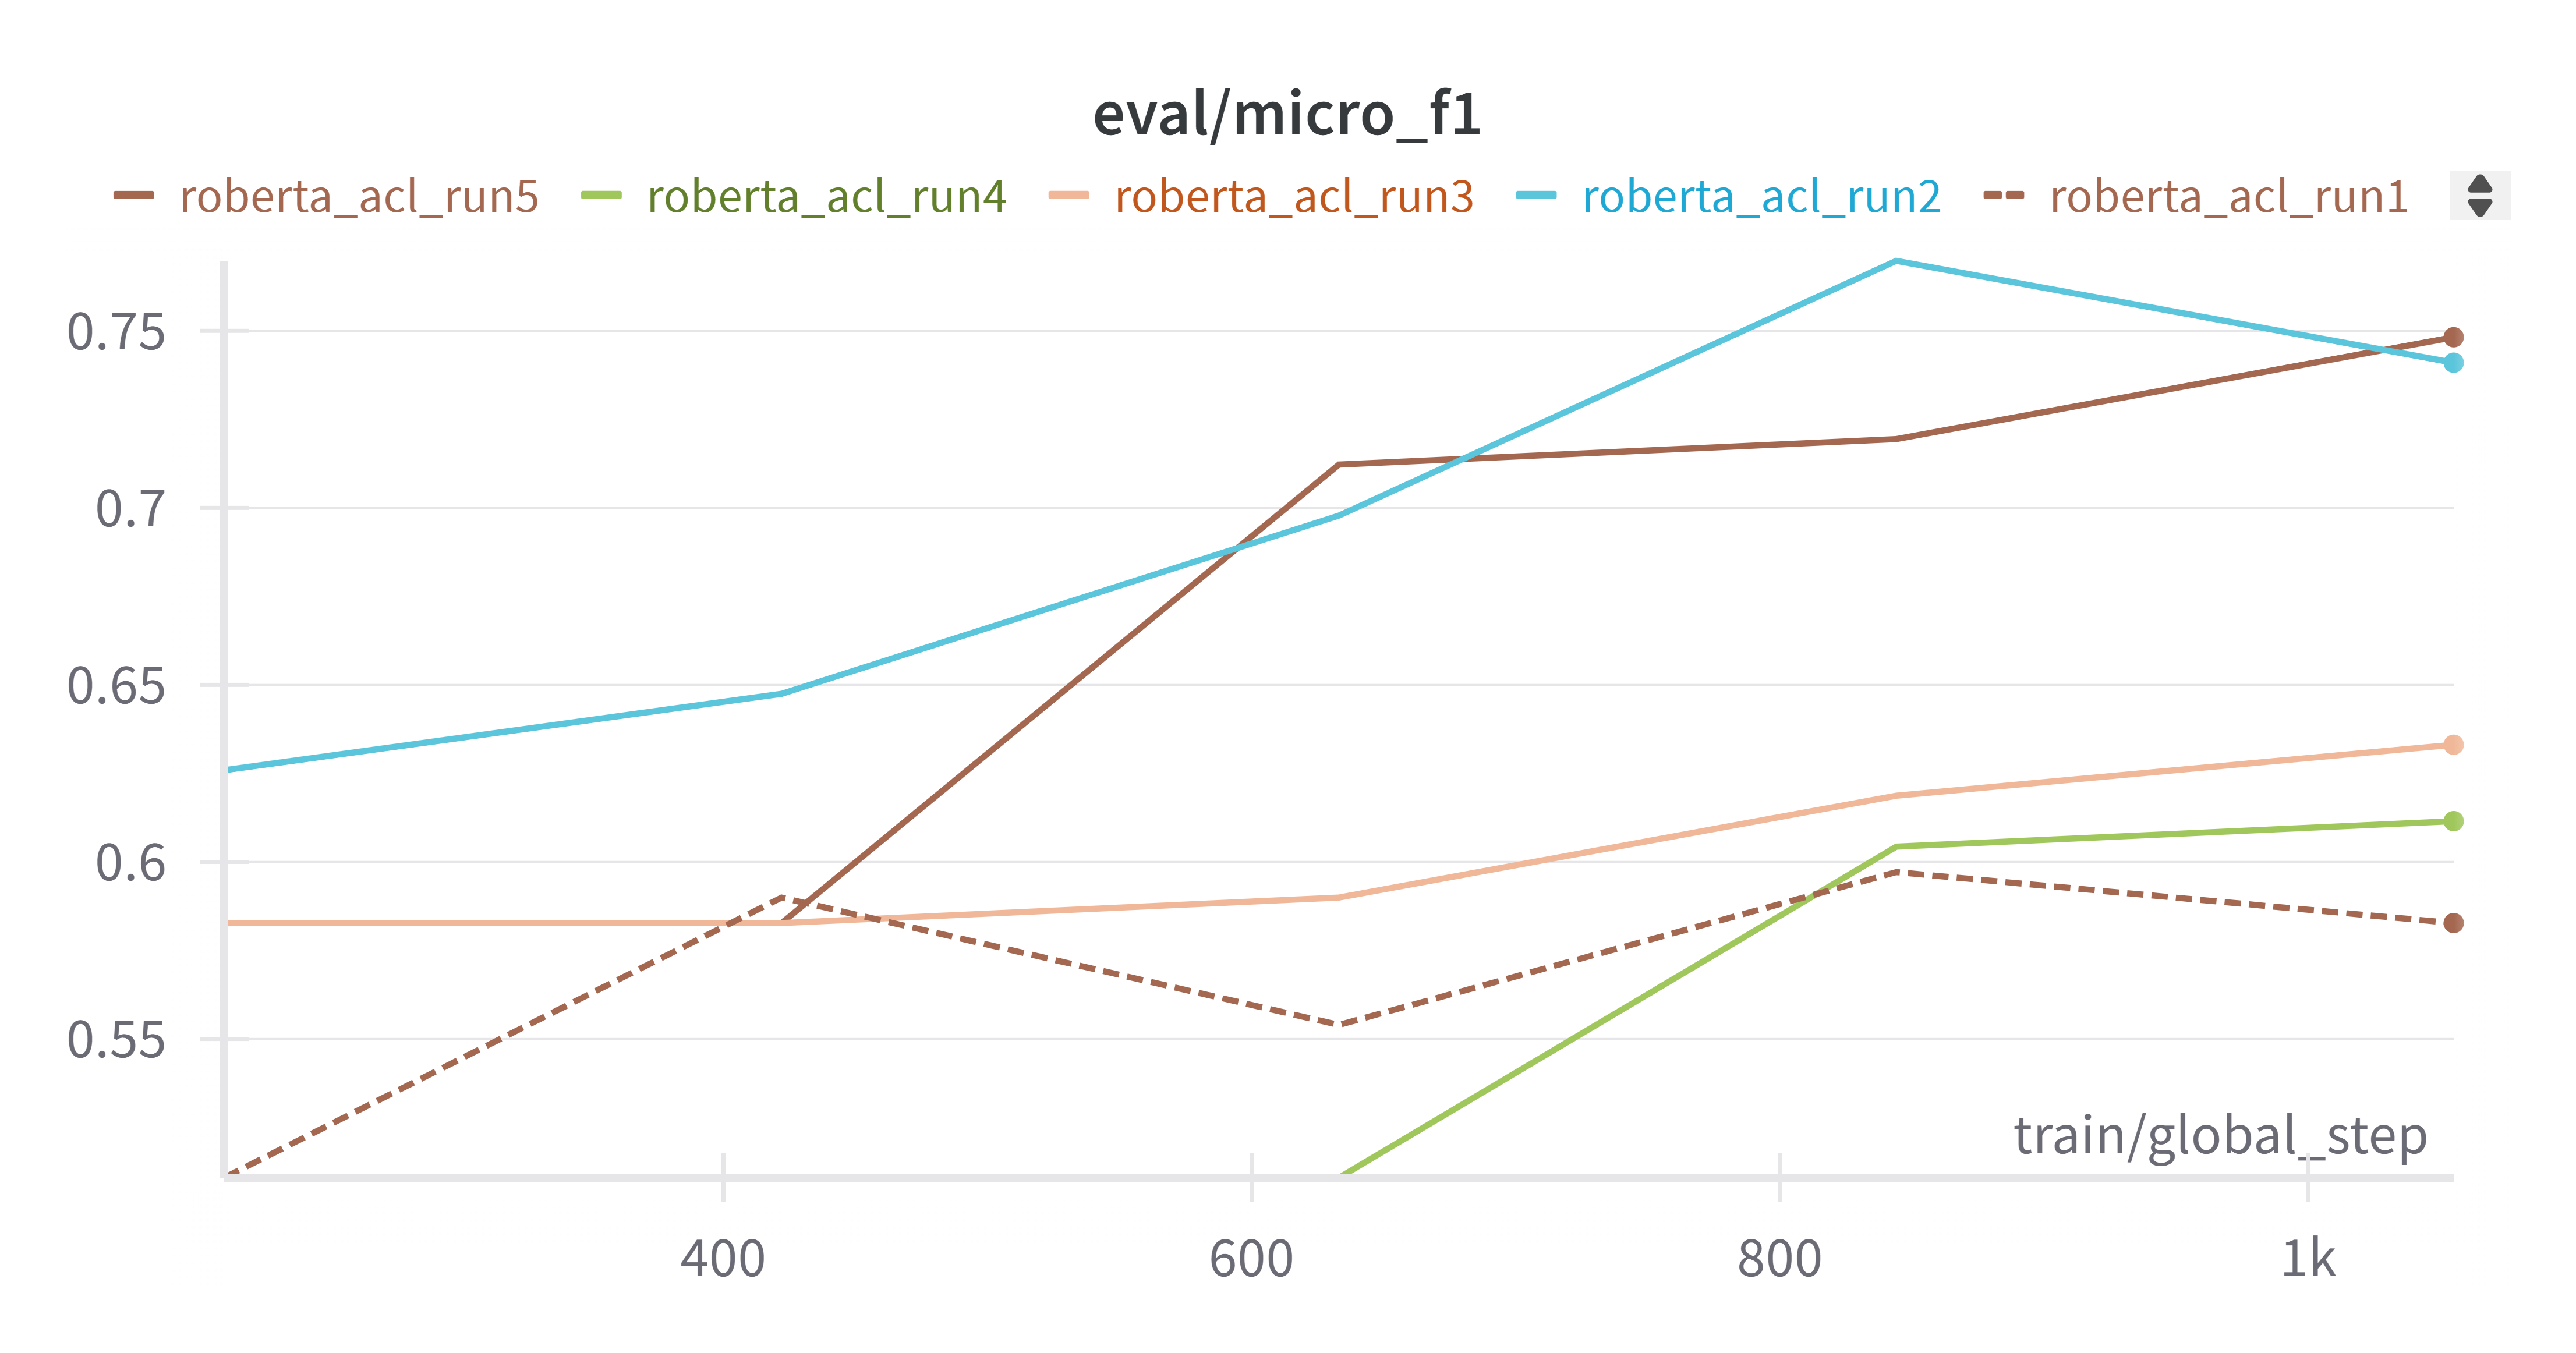 eval/micro_f1
roberta_acl_run5 roberta_acl_run4 roberta_acl_run3 roberta_acl_run2 roberta_acl_run1
0.75
0.7
0.65
0.6
0.55
train/global_step
400 600 800 1k